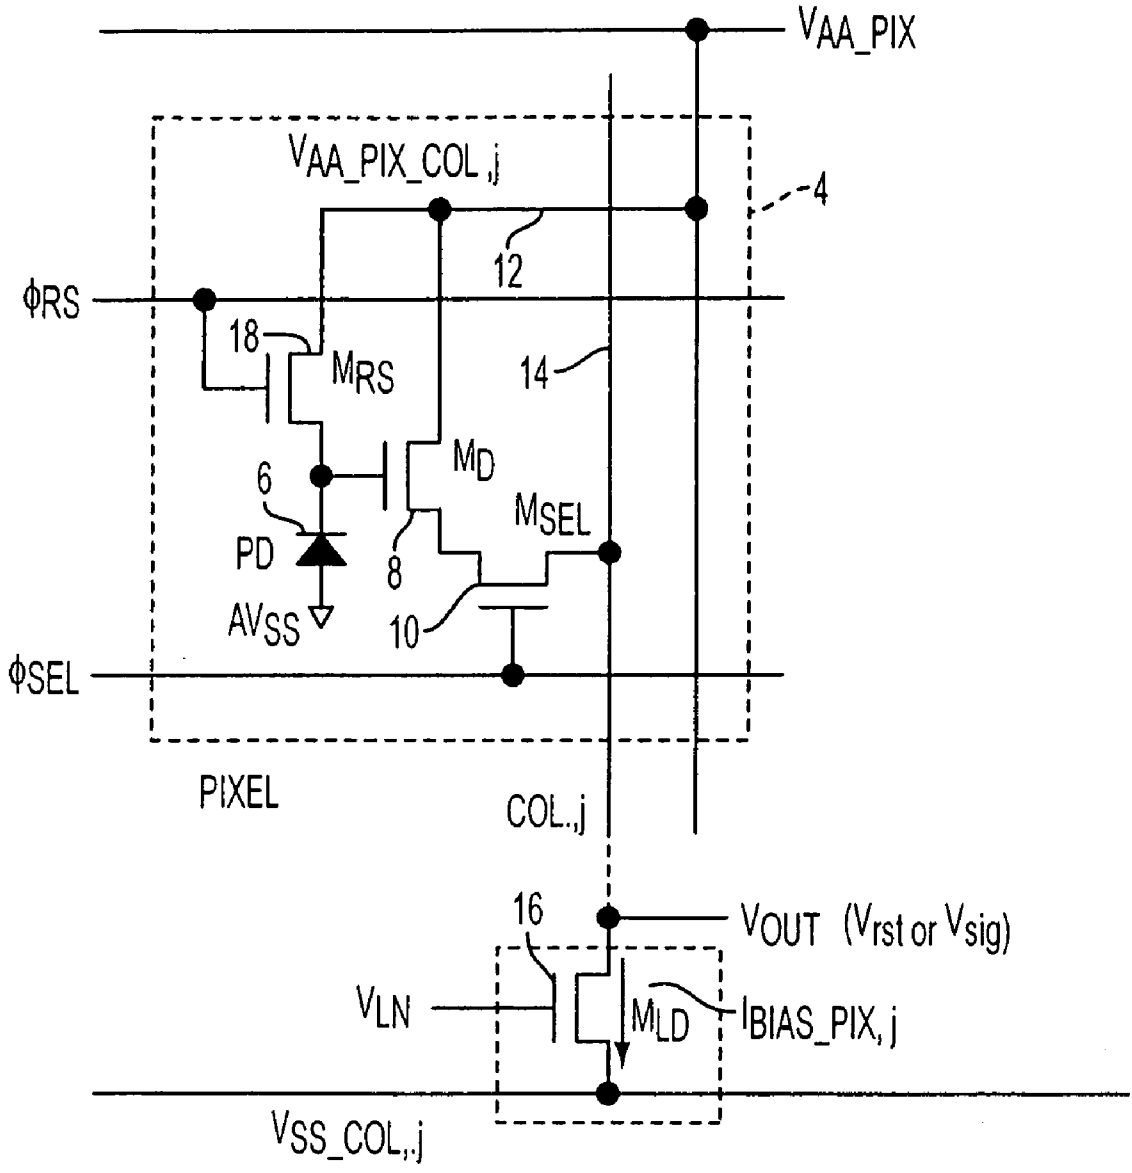 VAA_PIX
VAA_PIX_COL,j
4
12
ϕRS
18
MRS
14
6
MD
MSEL
PD
8
AVSS
10
ϕSEL
PIXEL
COL.,j
16
VOUT (Vrst or Vsig)
VLN
MLD
IBIAS_PIX, j
VSS_COL,.j